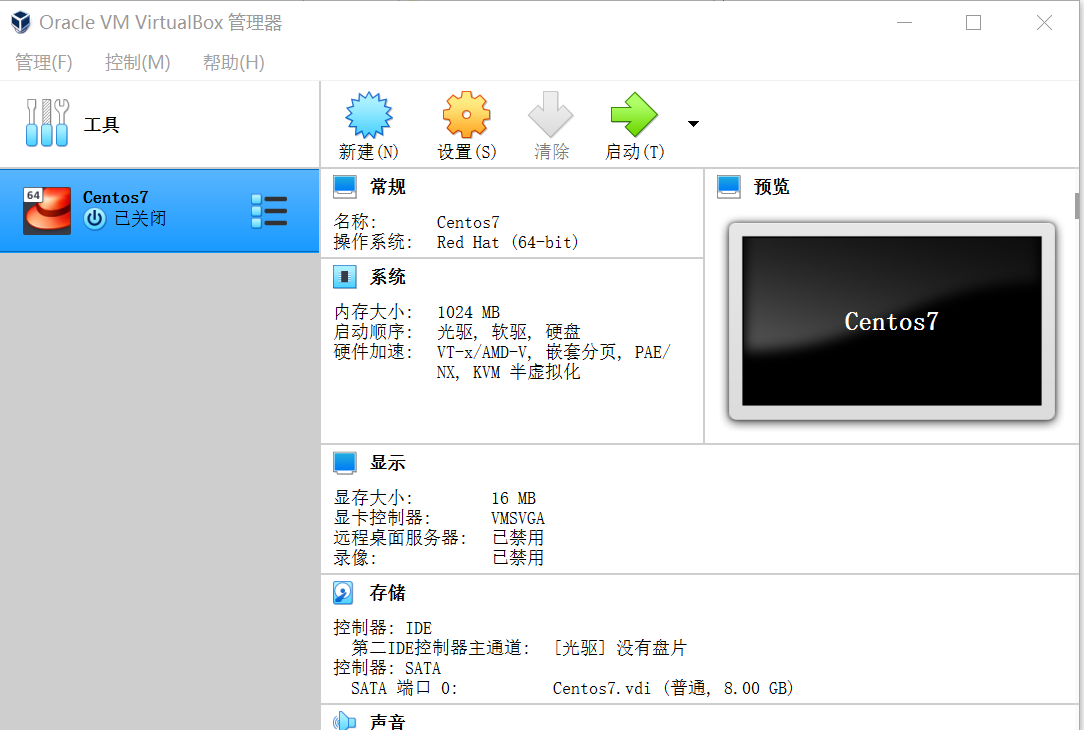 Oracle VM VirtualBox 管理器
管理(F) 控制(M) 帮助(H)
工具
新建(N) 设置(S) 清除 启动(T)
64
Centos7
已关闭
常规
名称: Centos7
操作系统: Red Hat (64-bit)
系统
内存大小: 1024 MB
启动顺序: 光驱, 软驱, 硬盘
硬件加速: VT-x/AMD-V, 嵌套分页, PAE/
NX, KVM 半虚拟化
预览
Centos7
显示
显存大小: 16 MB
显卡控制器: VMSVGA
远程桌面服务器: 已禁用
录像: 已禁用
存储
控制器: IDE
第二IDE控制器主通道: [光驱] 没有盘片
控制器: SATA
SATA 端口 0: Centos7.vdi (普通, 8.00 GB)
声音